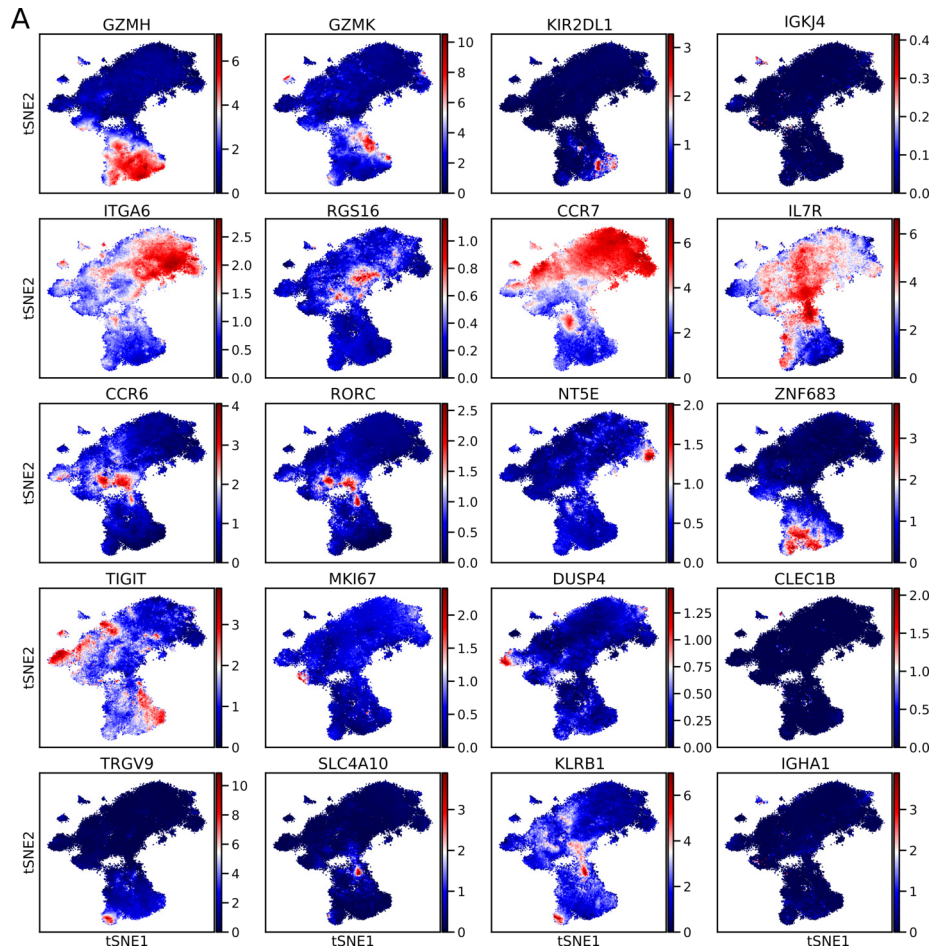 A
GZMH GZMK KIR2DL1 IGKJ4
tSNE2
6 4 2 0
10 8 6 4 2 0
3 2 1 0
0.4 0.3 0.2 0.1 0.0
ITGA6 RGS16 CCR7 IL7R
tSNE2
2.5 2.0 1.5 1.0 0.5 0.0
1.0 0.8 0.6 0.4 0.2 0.0
6 4 2 0
4 2 0
CCR6 RORC NT5E ZNF683
tSNE2
4 3 2 1 0
2.5 2.0 1.5 1.0 0.5 0.0
2.0 1.5 1.0 0.5 0.0
3 2 1 0
TIGIT MKI67 DUSP4 CLEC1B
tSNE2
3 2 1 0
2.0 1.5 1.0 0.5 0.0
1.25 1.00 0.75 0.50 0.25 0.00
2.0 1.5 1.0 0.5 0.0
TRGV9 SLC4A10 KLRB1 IGHA1
tSNE2
10 8 6 4 2 0
3 2 1 0
6 4 2 0
3 2 1 0
tSNE1 tSNE1 tSNE1 tSNE1